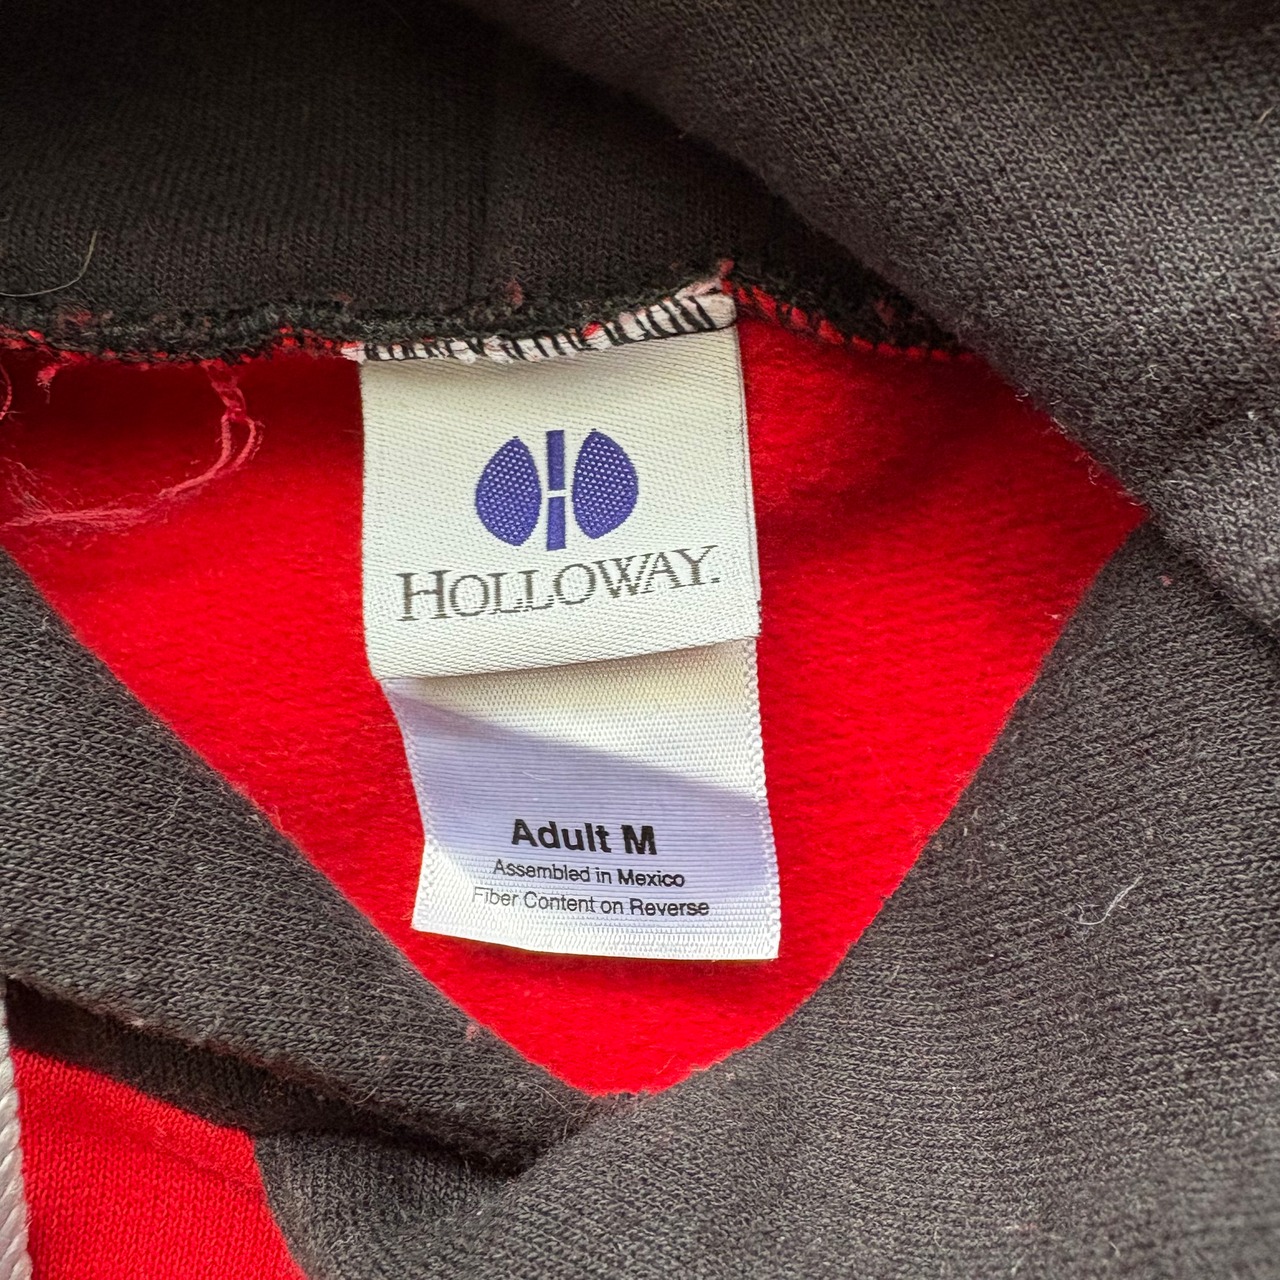 HOLLOWAY.
Adult M
Assembled in Mexico
Fiber Content on Reverse